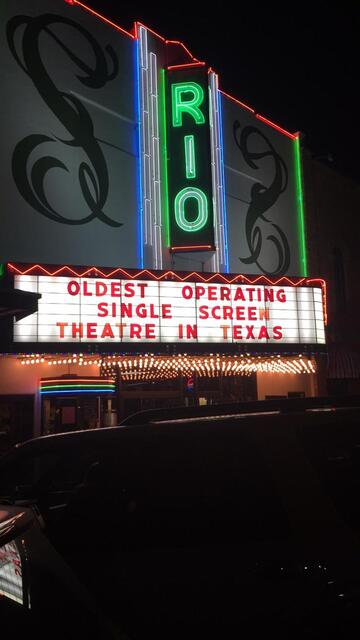 RIO
OLDEST OPERATING
SINGLE SCREEN
THEATRE IN TEXAS